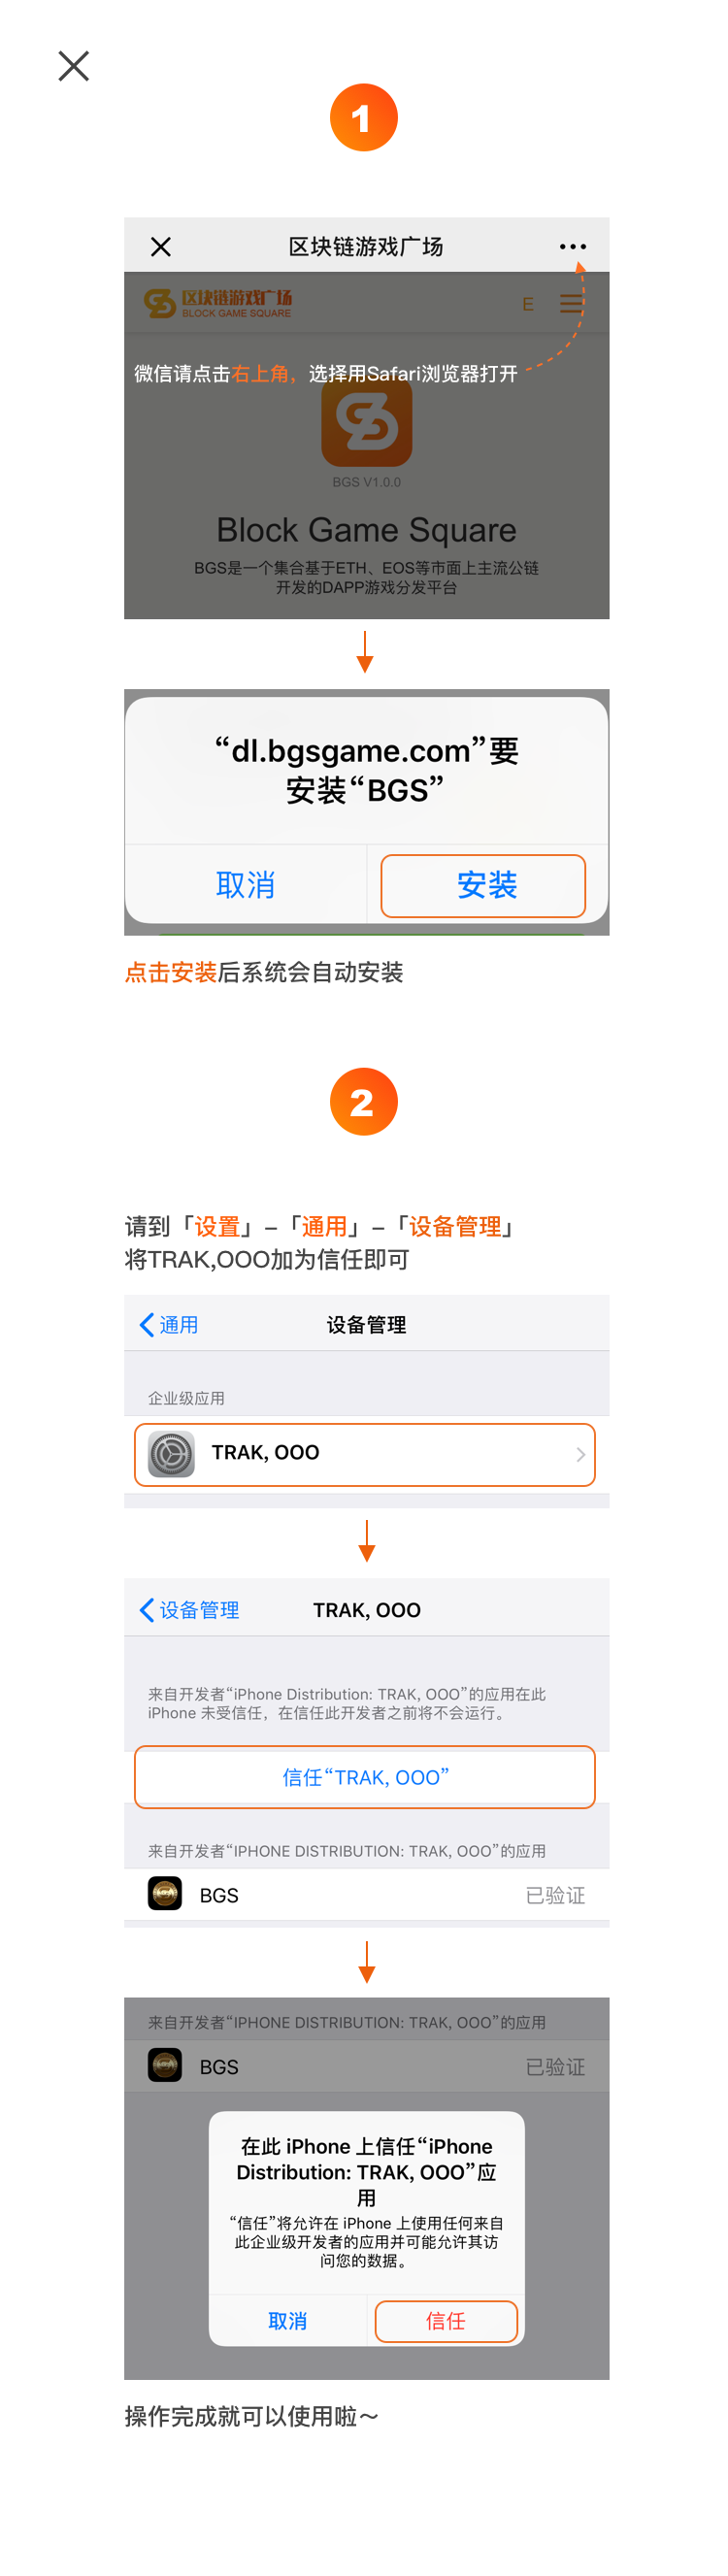 1
区块链游戏广场
区块链游戏广场
BLOCK GAME SQUARE
E
微信请点击右上角，选择用Safari浏览器打开
BGS V1.0.0
Block Game Square
BGS是一个集合基于ETH、EOS等市面上主流公链
开发的DAPP游戏分发平台
“dl.bgsgame.com”要
安装“BGS”
取消
安装
点击安装后系统会自动安装
2
请到「设置」–「通用」–「设备管理」
将TRAK,OOO加为信任即可
通用
设备管理
企业级应用
TRAK, OOO
设备管理
TRAK, OOO
来自开发者“iPhone Distribution: TRAK, OOO”的应用在此
iPhone 未受信任，在信任此开发者之前将不会运行。
信任“TRAK, OOO”
来自开发者“IPHONE DISTRIBUTION: TRAK, OOO”的应用
BGS
已验证
来自开发者“IPHONE DISTRIBUTION: TRAK, OOO”的应用
BGS
已验证
在此 iPhone 上信任“iPhone
Distribution: TRAK, OOO”应
用
“信任”将允许在 iPhone 上使用任何来自
此企业级开发者的应用并可能允许其访
问您的数据。
取消
信任
操作完成就可以使用啦～